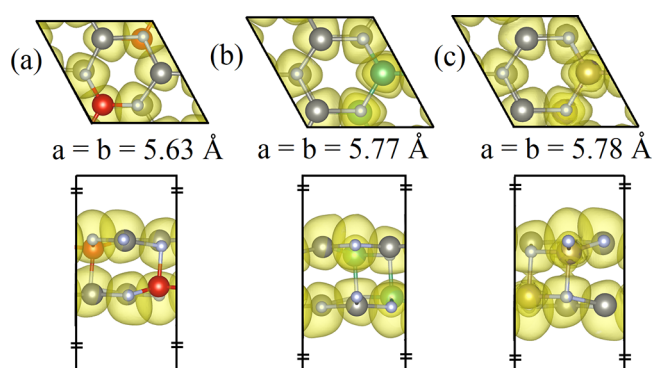 (a)
(b)
(c)
a = b = 5.63 Å
a = b = 5.77 Å
a = b = 5.78 Å